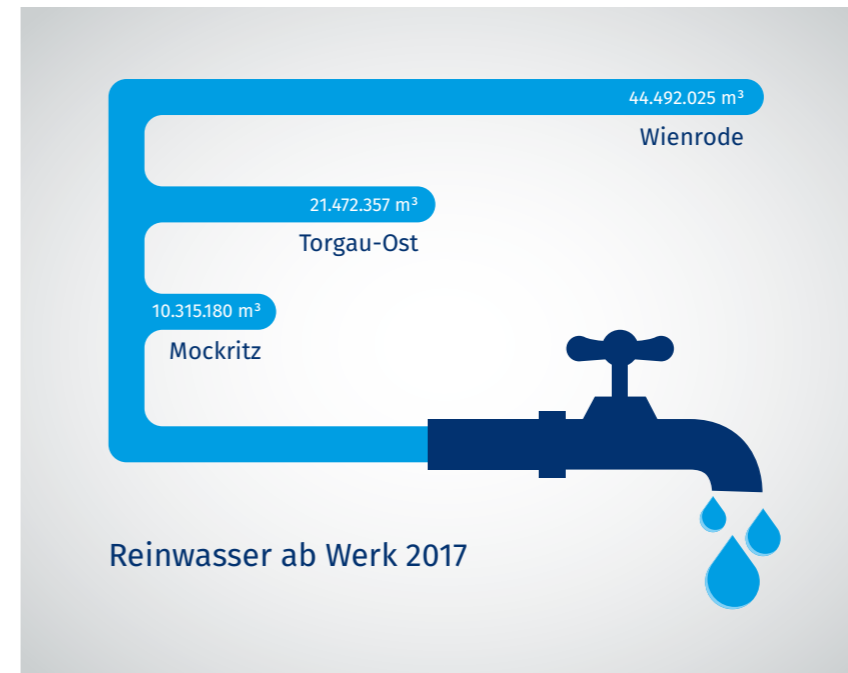 44.492.025 m³
Wienrode
21.472.357 m³
Torgau-Ost
10.315.180 m³
Mockritz
Reinwasser ab Werk 2017